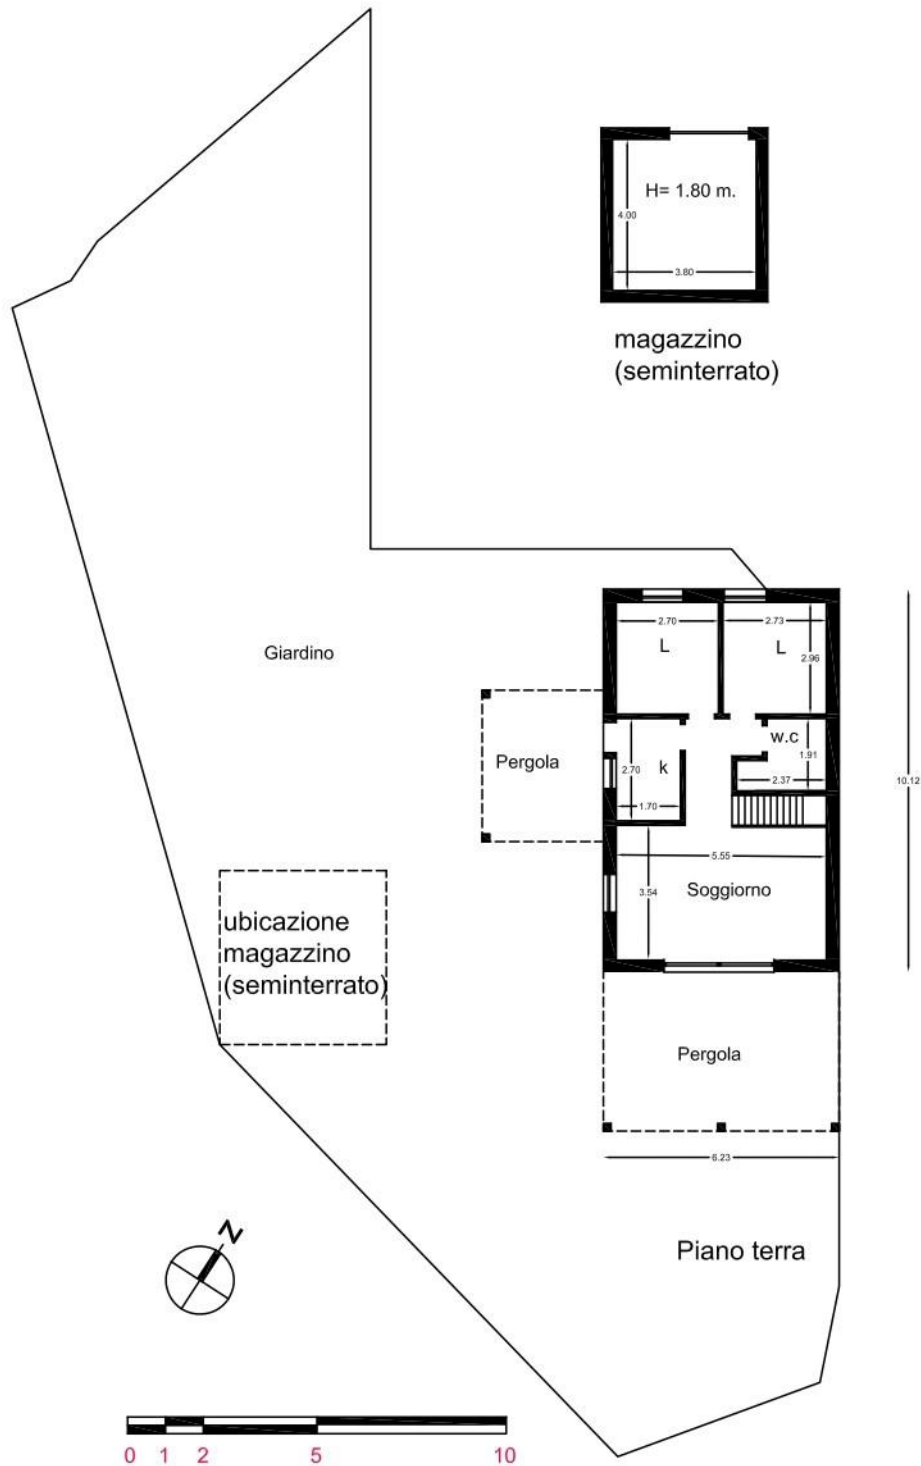 H= 1.80 m.
4.00
3.80
magazzino
(seminterrato)
2.70
2.73
L
L
2.96
Giardino
w.c
1.91
Pergola
2.70
k
2.37
10.12
1.70
5.55
3.54
Soggiorno
ubicazione
magazzino
(seminterrato)
Pergola
6.23
N
Piano terra
0 1 2 5 10